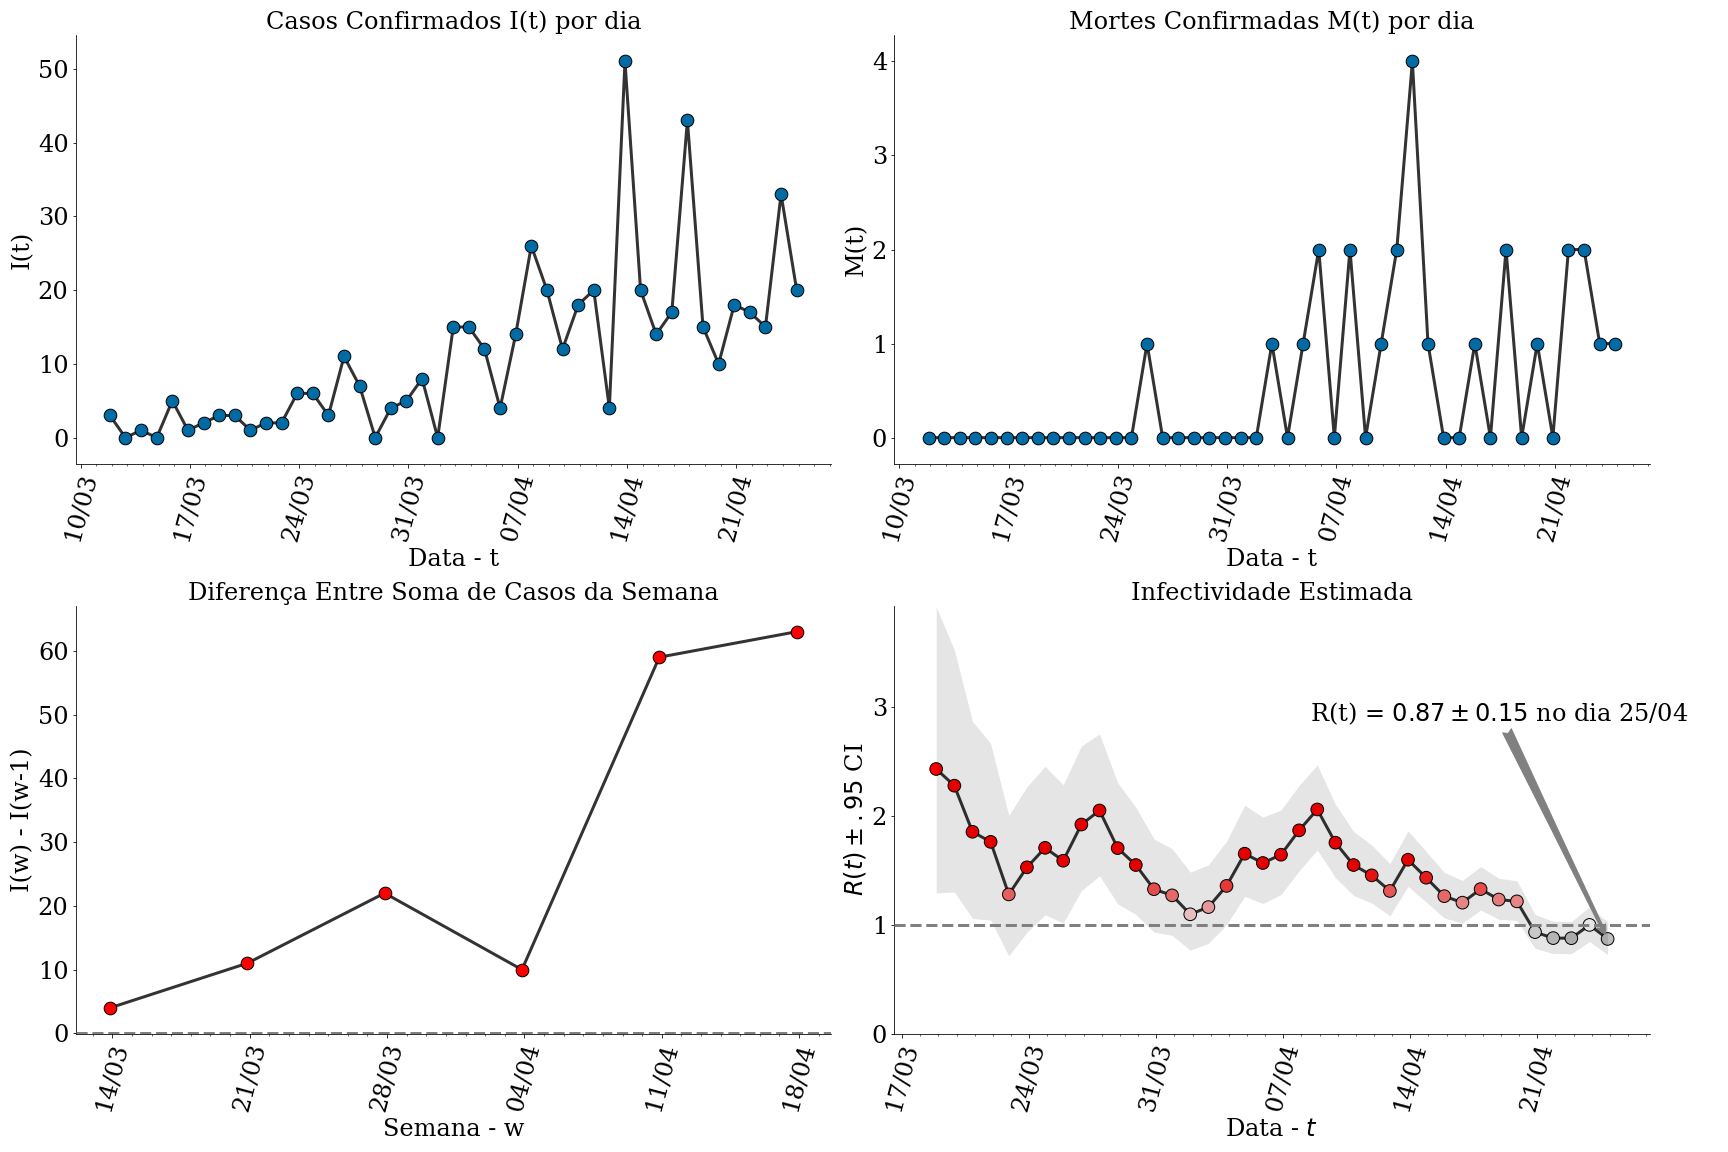 Casos Confirmados I(t) por dia
I(t)
50
40
30
20
10
0
10/03 17/03 24/03 31/03 07/04 14/04 21/04
Data - t
Mortes Confirmadas M(t) por dia
M(t)
4
3
2
1
0
10/03 17/03 24/03 31/03 07/04 14/04 21/04
Data - t
Diferença Entre Soma de Casos da Semana
I(w) - I(w-1)
60
50
40
30
20
10
0
14/03 21/03 28/03 04/04 11/04 18/04
Semana - w
Infectividade Estimada
R(t) ± .95 CI
3
2
1
0
R(t) = 0.87 ± 0.15 no dia 25/04
17/03 24/03 31/03 07/04 14/04 21/04
Data - t